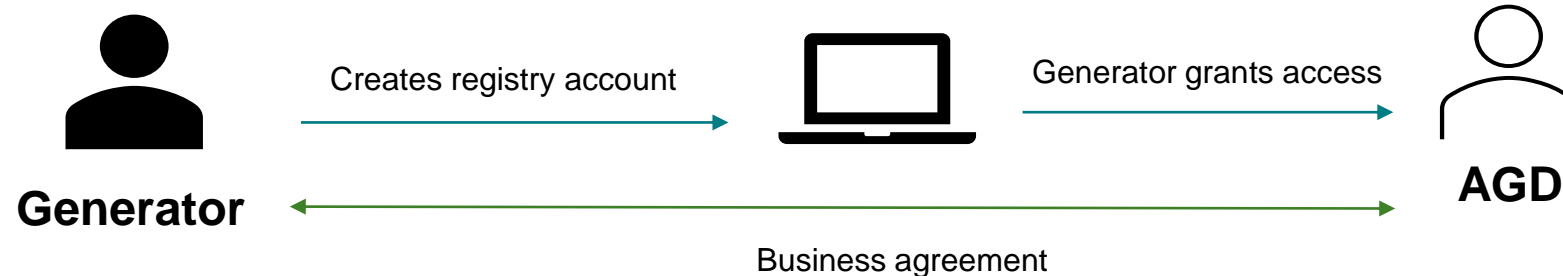 Creates registry account
Generator grants access
Generator
AGD
Business agreement